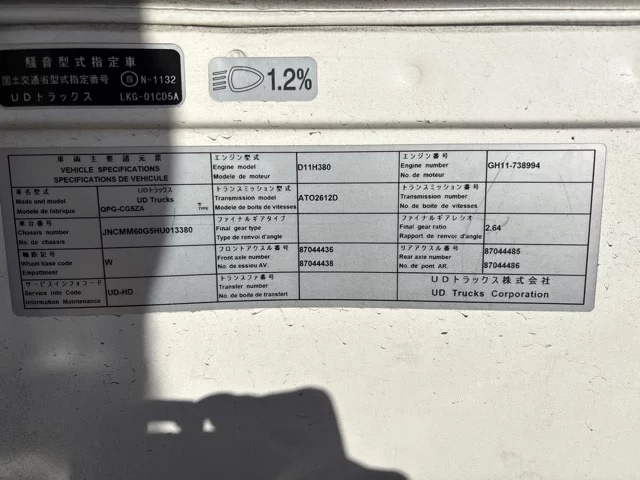 騒音型式指定車
国土交通省型式指定番号 自 N-1132
UDトラックス LKG-01CD5A
1.2%
車両主要諸元票
VEHICLE SPECIFICATIONS
SPECIFICATIONS DE VEHICULE
エンジン型式
Engine model
Modele de moteur
D11H380
エンジン番号
Engine number
No. de moteur
GH11-738994
車名型式
Mods and model
Modele de fabrique
UDトラックス
UD Trucks
QPG-CG5ZA
TYPE
トランスミッション型式
Transmission model
Modele de boite de vitesses
ATO2612D
トランスミッション番号
Transmission number
No. de boite de vitesses
車台番号
Chassis number
No. de chassis
JNCMM60G5HU013380
ファイナルギアタイプ
Final gear type
Type de renvoi d'angle
ファイナルギアレシオ
Final gear ratio
Rapport de renvoi d'angle
2.64
軸距記号
Wheel base code
Empattement
W
フロントアクスル番号
Front axle number
No de essieu AV.
87044436
87044438
リアアクスル番号
Rear axle number
No. de pont AR.
87044485
87044486
サービスインフォコード
Service info Code
Information Maintenance
UD-HD
トランスファ番号
Transfer number
No. de boite de transfert
UDトラックス株式会社
UD Trucks Corporation